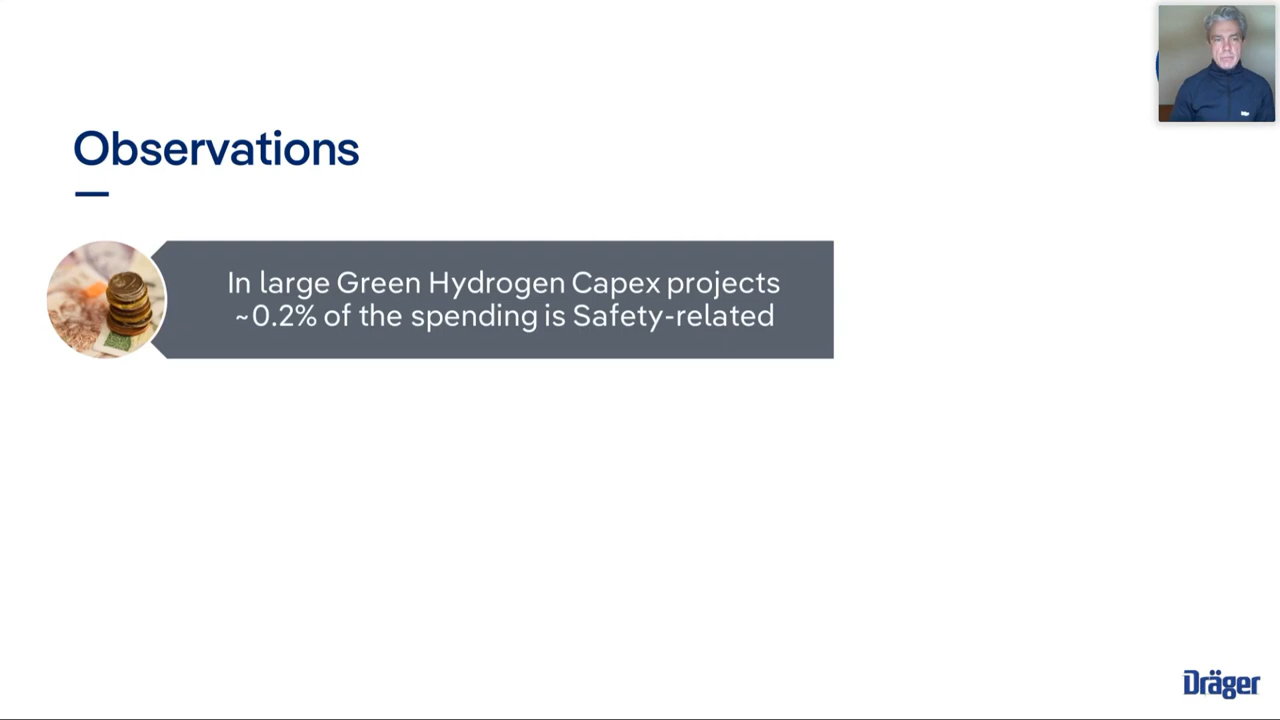 Observations
In large Green Hydrogen Capex projects
~0.2% of the spending is Safety-related
Dräger